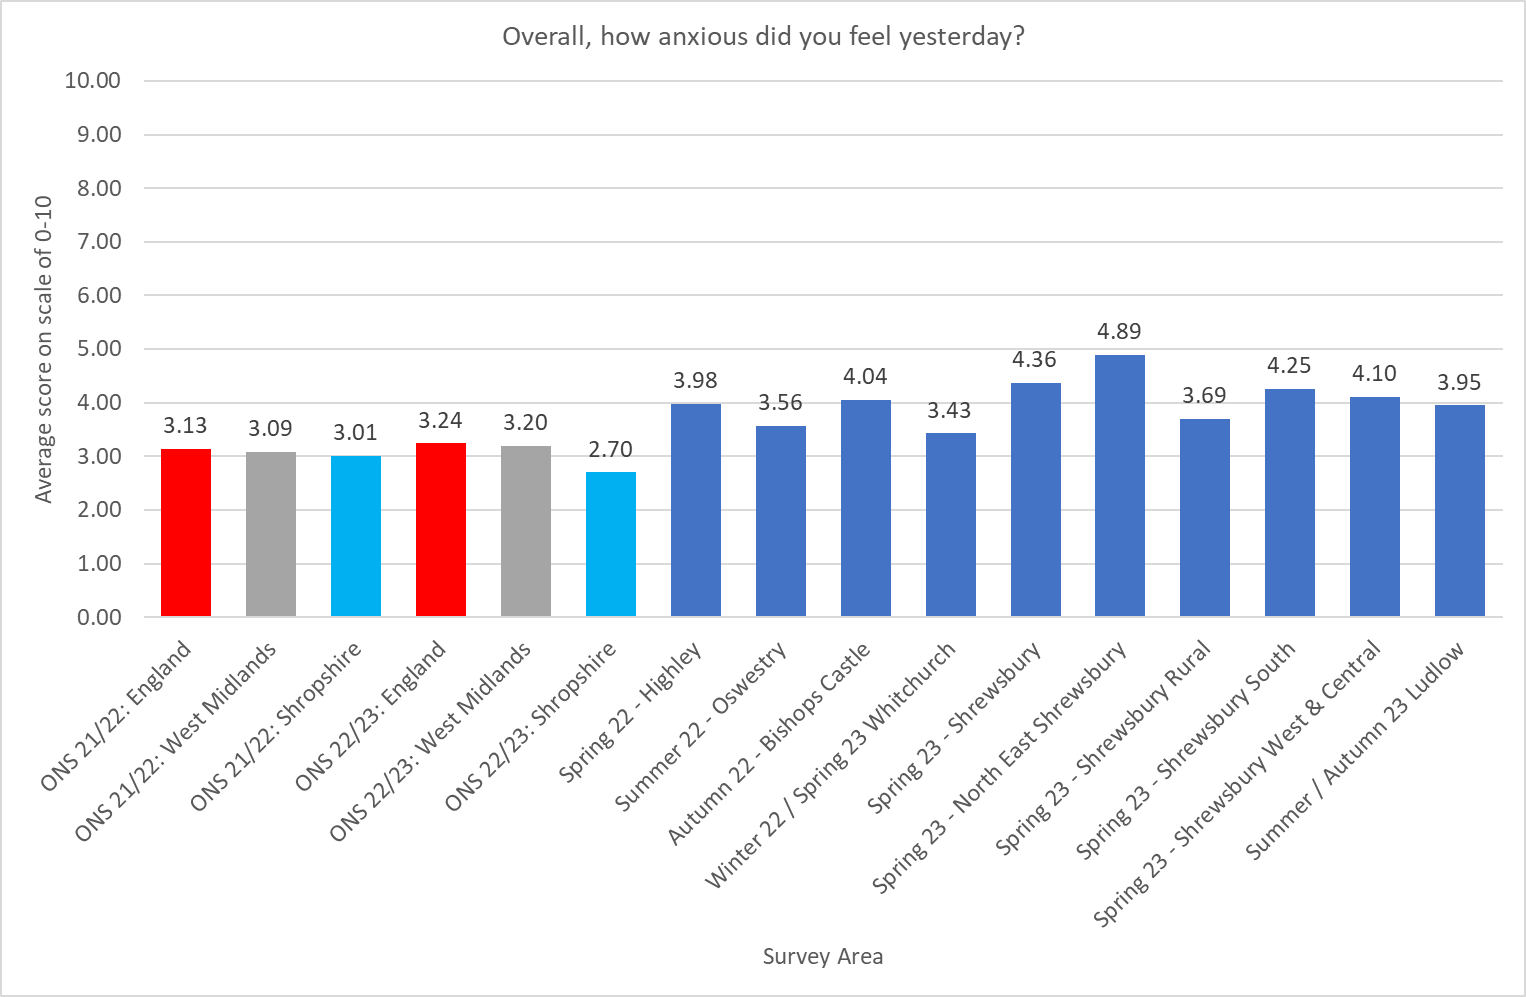 Overall, how anxious did you feel yesterday?
Average score on scale of 0-10
10.00
9.00
8.00
7.00
6.00
5.00
4.00
3.00
2.00
1.00
0.00
3.13
3.09
3.01
3.24
3.20
2.70
3.98
3.56
4.04
3.43
4.36
4.89
3.69
4.25
4.10
3.95
ONS 21/22: England
ONS 21/22: West Midlands
ONS 21/22: Shropshire
ONS 22/23: England
ONS 22/23: West Midlands
ONS 22/23: Shropshire
Spring 22 - Highley
Summer 22 - Oswestry
Autumn 22 - Bishops Castle
Winter 22 / Spring 23 Whitchurch
Spring 23 - Shrewsbury
Spring 23 - North East Shrewsbury
Spring 23 - Shrewsbury Rural
Spring 23 - Shrewsbury South
Spring 23 - Shrewsbury West & Central
Summer / Autumn 23 Ludlow
Survey Area